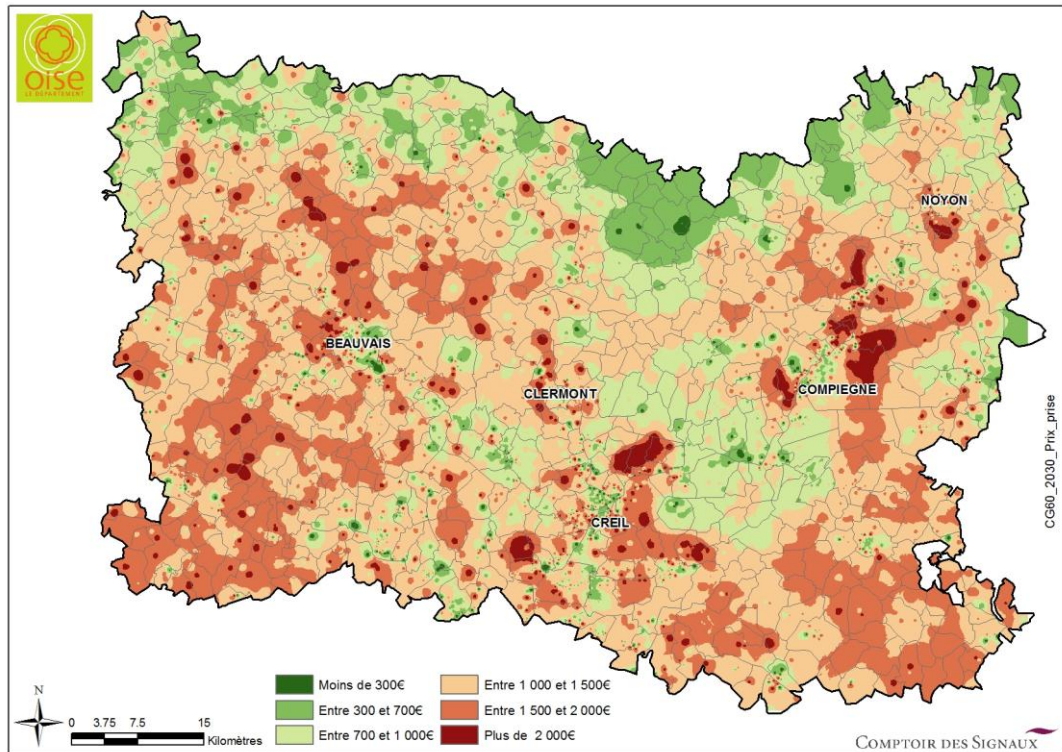 oise
LE DÉPARTEMENT
NOYON
BEAUVAIS
CLERMONT
COMPIEGNE
CREIL
CG60_2030_Prix_prise
N
0 3.75 7.5 15
Kilomètres
Moins de 300€
Entre 300 et 700€
Entre 700 et 1 000€
Entre 1 000 et 1 500€
Entre 1 500 et 2 000€
Plus de 2 000€
COMPTOIR DES SIGNAUX